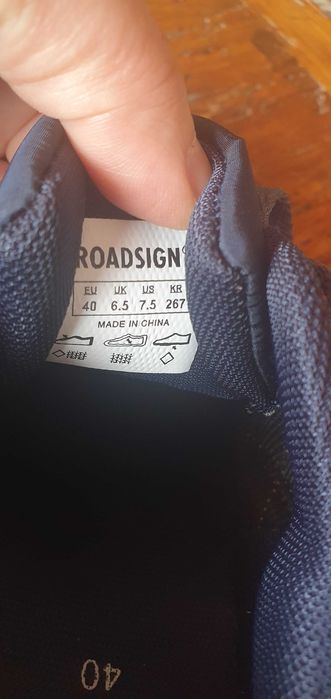 ROADSIGN®
EU UK US KR
40 6.5 7.5 267
MADE IN CHINA
40